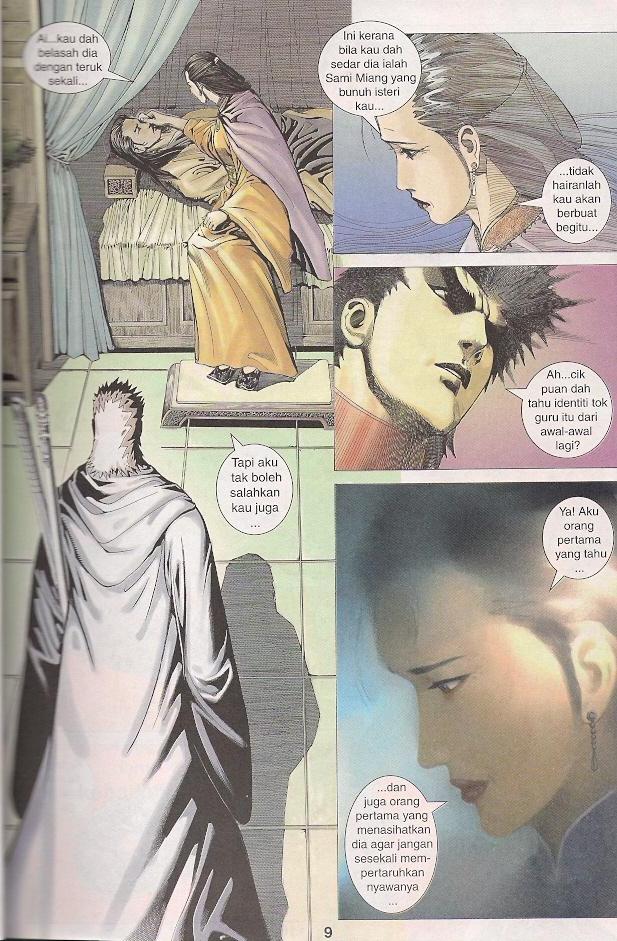 Ai...kau dah
belasah dia
dengan teruk
sekali...
Tapi aku
tak boleh
salahkan
kau juga
...
Ini kerana
bila kau dah
sedar dia ialah
Sami Miang yang
bunuh isteri
kau...
...tidak
hairanlah
kau akan
berbuat
begitu...
Ah...cik
puan dah
tahu identiti tok
guru itu dari
awal-awal
lagi?
Ya! Aku
orang
pertama
yang tahu
...
...dan
juga orang
pertama yang
menasihatkan
dia agar jangan
sesekali mem-
pertaruhkan
nyawanya
...
9